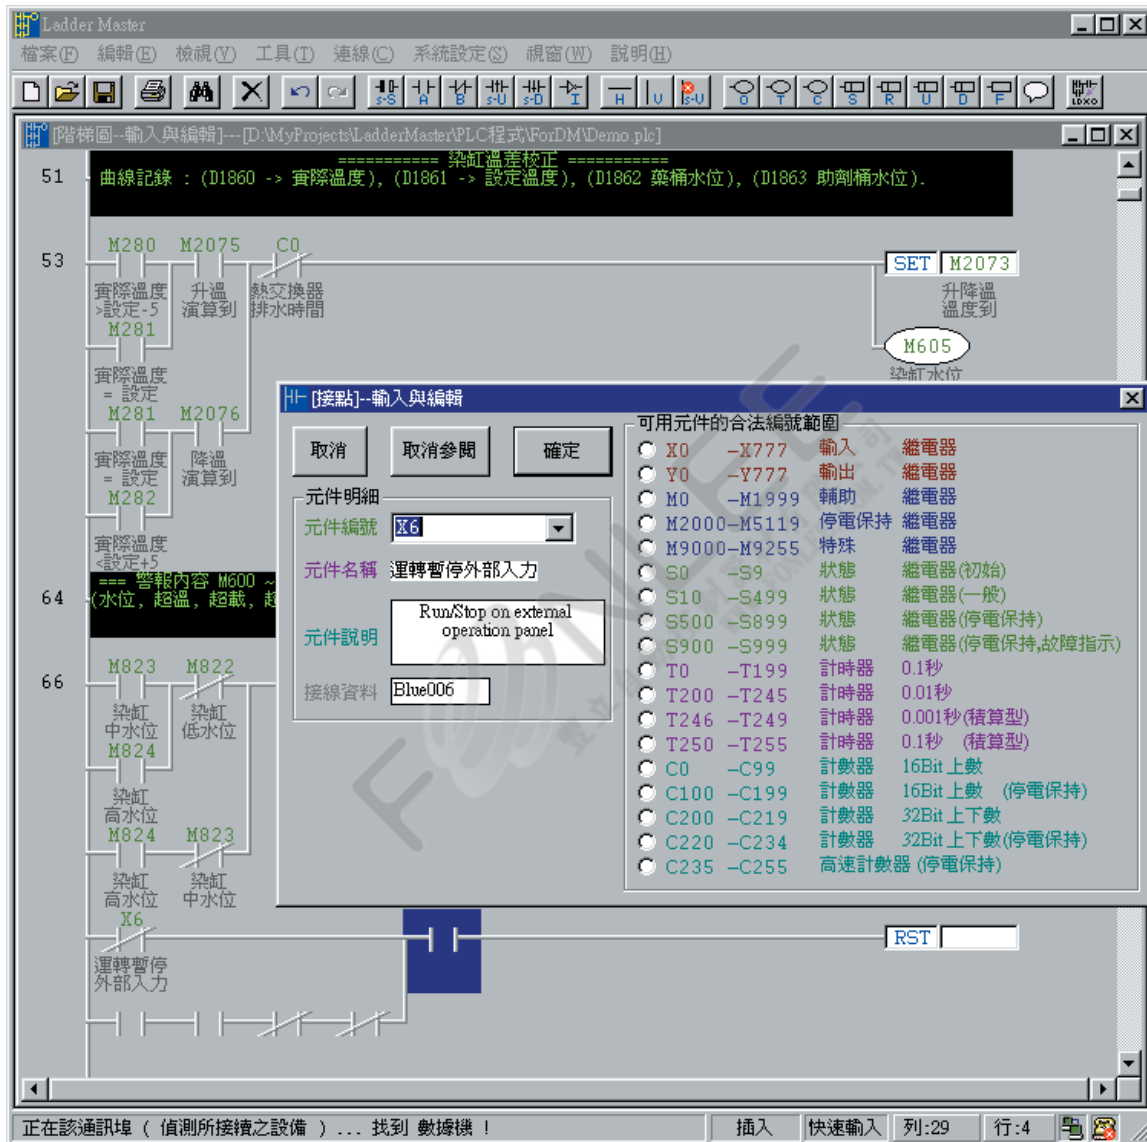 Ladder Master
檔案(F) 編輯(E) 檢視(V) 工具(T) 連線(C) 系統設定(S) 視窗(W) 說明(H)
s-S A B s-U s-D I H U s-U O T C S R U D F LDXO
[階梯圖--輸入與編輯]---[D:\MyProjects\LadderMaster\PLC程式\ForDM\Demo.plc]
=========== 染缸溫差校正 ===========
51 曲線記錄 : (D1860 -> 實際溫度), (D1861 -> 設定溫度), (D1862 藥桶水位), (D1863 助劑桶水位).
M280 M2075 C0
53 SET M2073
實際溫度 升溫 熱交換器 升降溫
>設定-5 演算到 排水時間 溫度到
M281 M605
實際溫度 染缸水位
= 設定
M281 M2076
實際溫度 降溫
= 設定 演算到
M282
實際溫度
<設定+5
=== 警報內容 M600 ~
64 (水位, 超溫, 超載, 超
M823 M822
66
染缸 染缸
中水位 低水位
M824
染缸
高水位
M824 M823
染缸 染缸
高水位 中水位
X6
RST
運轉暫停
外部入力
[接點]--輸入與編輯
取消 取消參閱 確定
元件明細
元件編號 X6
元件名稱 運轉暫停外部入力
元件說明 Run/Stop on external
operation panel
接線資料 Blue006
可用元件的合法編號範圍
X0 -X777 輸入 繼電器
Y0 -Y777 輸出 繼電器
M0 -M1999 輔助 繼電器
M2000-M5119 停電保持 繼電器
M9000-M9255 特殊 繼電器
S0 -S9 狀態 繼電器(初始)
S10 -S499 狀態 繼電器(一般)
S500 -S899 狀態 繼電器(停電保持)
S900 -S999 狀態 繼電器(停電保持,故障指示)
T0 -T199 計時器 0.1秒
T200 -T245 計時器 0.01秒
T246 -T249 計時器 0.001秒(積算型)
T250 -T255 計時器 0.1秒 (積算型)
C0 -C99 計數器 16Bit 上數
C100 -C199 計數器 16Bit 上數 (停電保持)
C200 -C219 計數器 32Bit 上下數
C220 -C234 計數器 32Bit 上下數(停電保持)
C235 -C255 高速計數器 (停電保持)
正在該通訊埠 ( 偵測所接續之設備 ) ... 找到 數據機 ! 插入 快速輸入 列:29 行:4